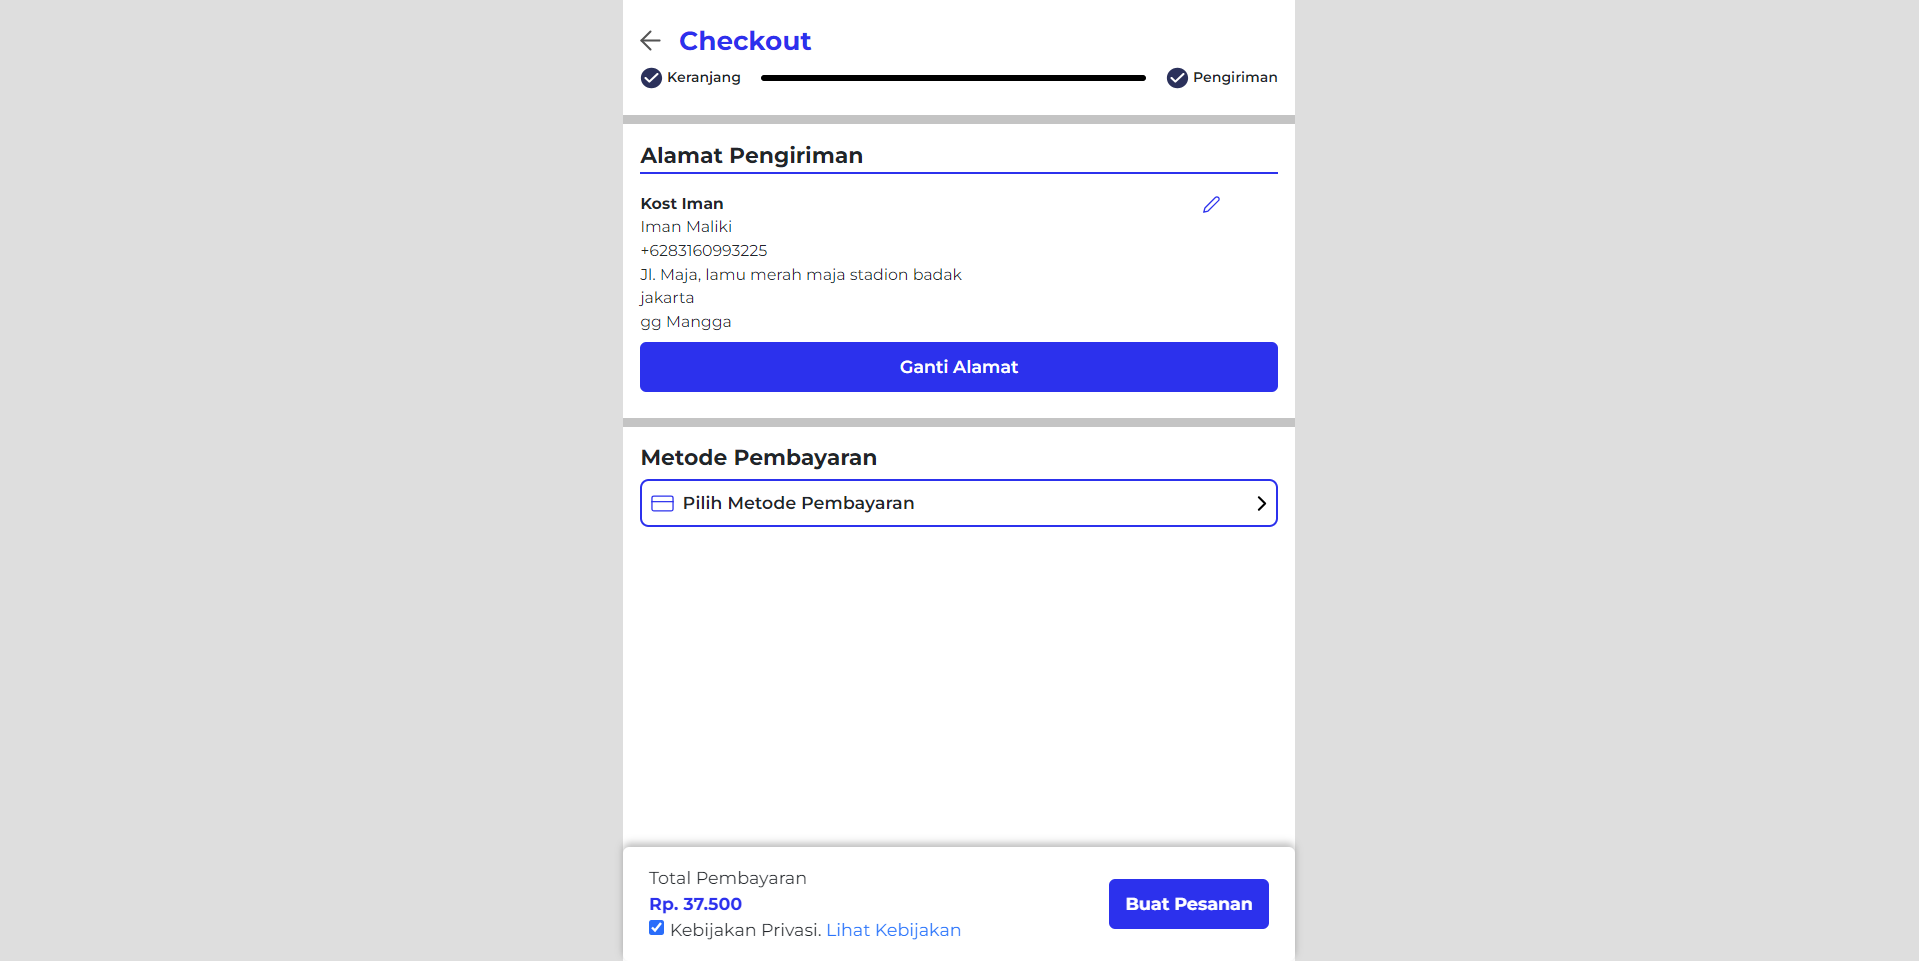 Checkout
Keranjang
Pengiriman
Alamat Pengiriman
Kost Iman
Iman Maliki
+6283160993225
Jl. Maja, lamu merah maja stadion badak
jakarta
gg Mangga
Ganti Alamat
Metode Pembayaran
Pilih Metode Pembayaran
Total Pembayaran
Rp. 37.500
Kebijakan Privasi. Lihat Kebijakan
Buat Pesanan